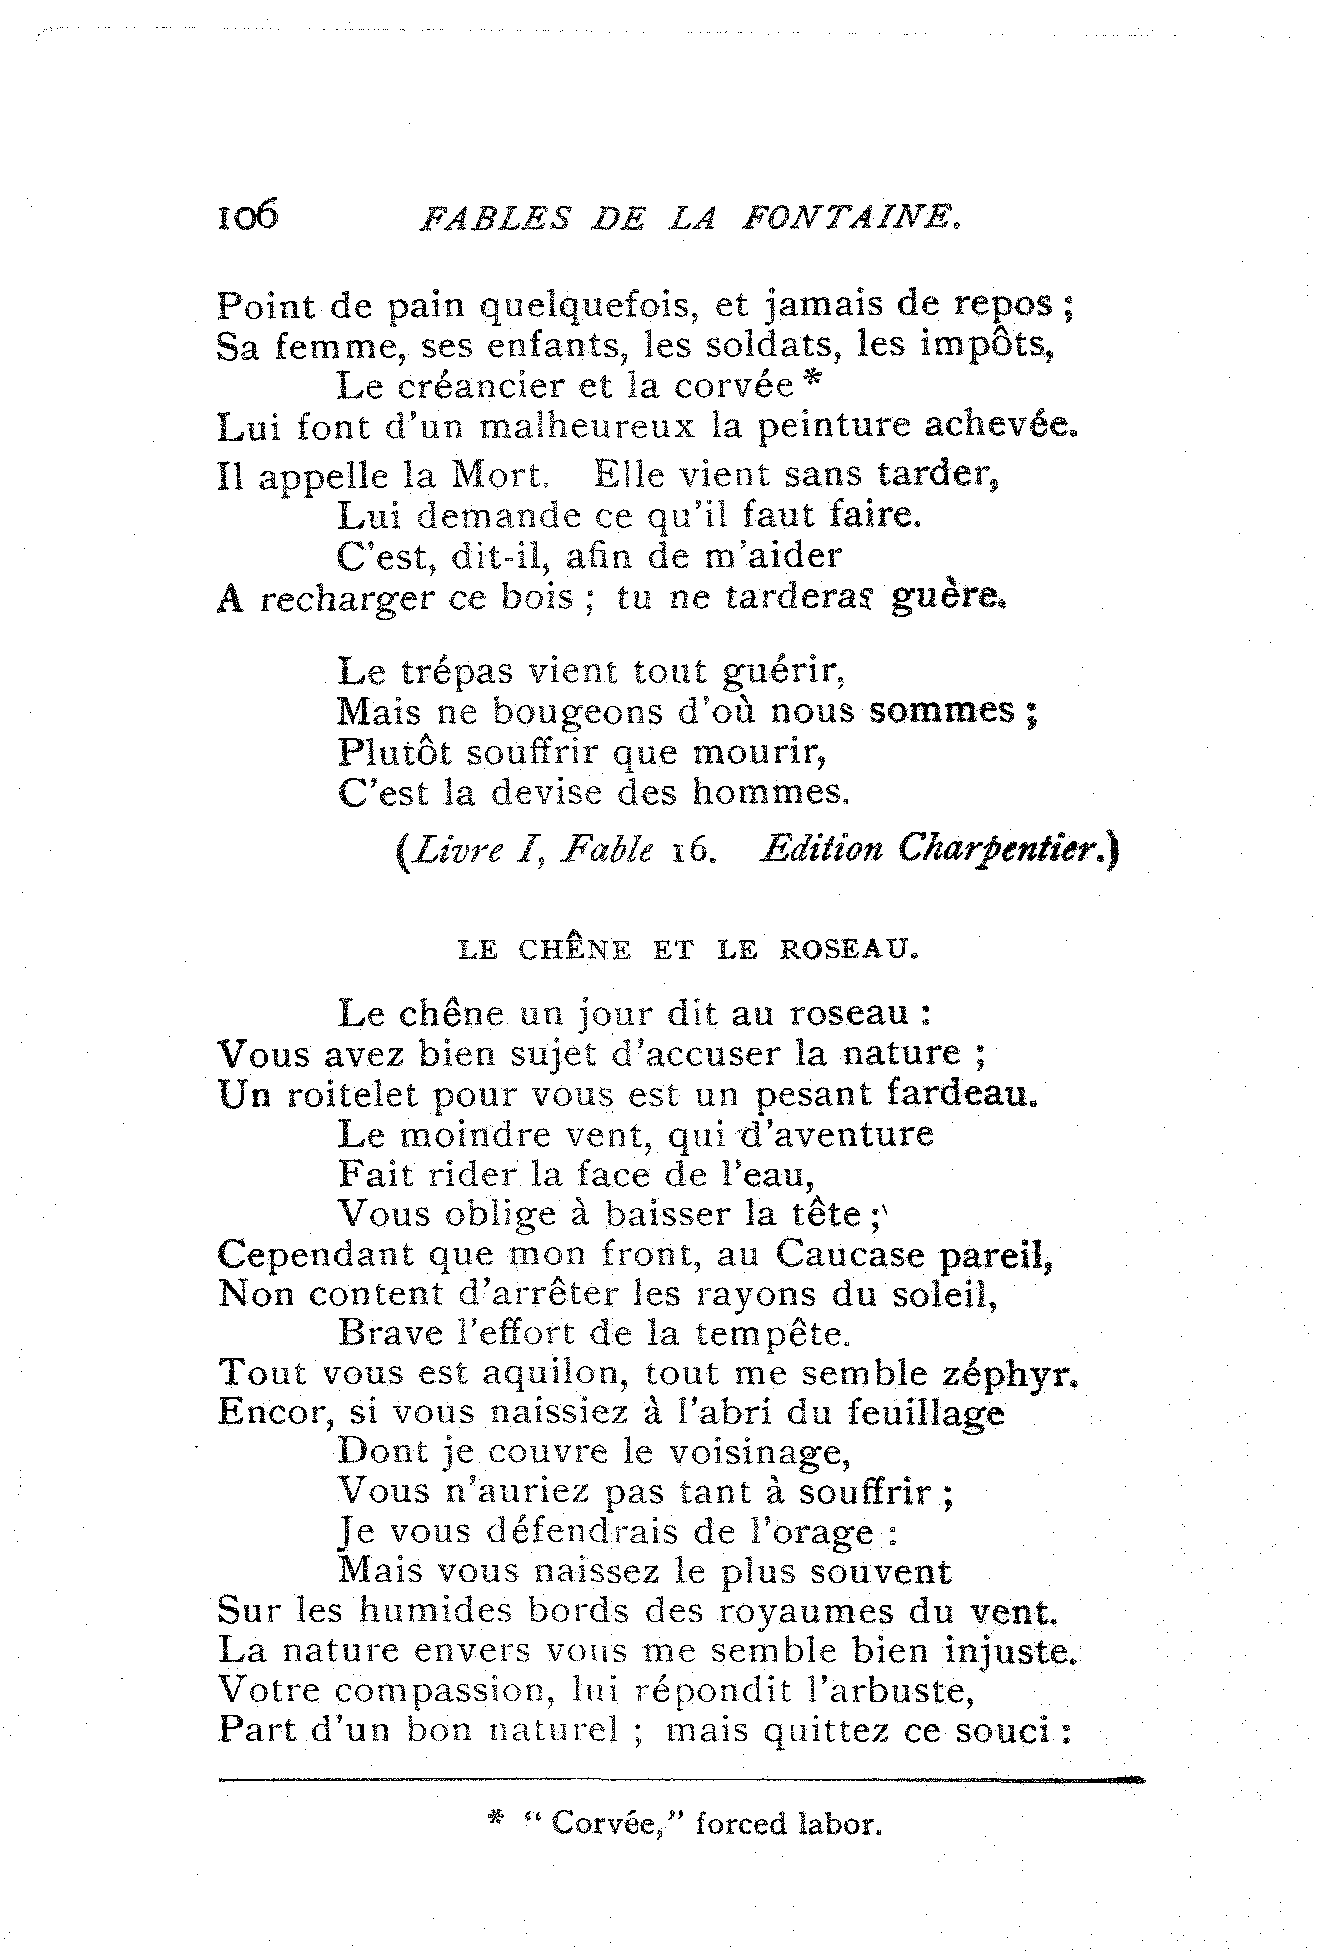 106 FABLES DE LA FONTAINE.
Point de pain quelquefois, et jamais de repos ;
Sa femme, ses enfants, les soldats, les impôts,
Le créancier et la corvée *
Lui font d'un malheureux la peinture achevée.
Il appelle la Mort. Elle vient sans tarder,
Lui demande ce qu'il faut faire.
C'est, dit-il, afin de m'aider
A recharger ce bois ; tu ne tarderas guère.
Le trépas vient tout guérir,
Mais ne bougeons d'où nous sommes ;
Plutôt souffrir que mourir,
C'est la devise des hommes.
(Livre I, Fable 16. Edition Charpentier.)
LE CHÊNE ET LE ROSEAU.
Le chêne un jour dit au roseau :
Vous avez bien sujet d'accuser la nature ;
Un roitelet pour vous est un pesant fardeau.
Le moindre vent, qui d'aventure
Fait rider la face de l'eau,
Vous oblige à baisser la tête ;
Cependant que mon front, au Caucase pareil,
Non content d'arrêter les rayons du soleil,
Brave l'effort de la tempête.
Tout vous est aquilon, tout me semble zéphyr.
Encor, si vous naissiez à l'abri du feuillage
Dont je couvre le voisinage,
Vous n'auriez pas tant à souffrir ;
Je vous défendrais de l'orage :
Mais vous naissez le plus souvent
Sur les humides bords des royaumes du vent.
La nature envers vous me semble bien injuste.
Votre compassion, lui répondit l'arbuste,
Part d'un bon naturel ; mais quittez ce souci :
* “ Corvée,” forced labor.